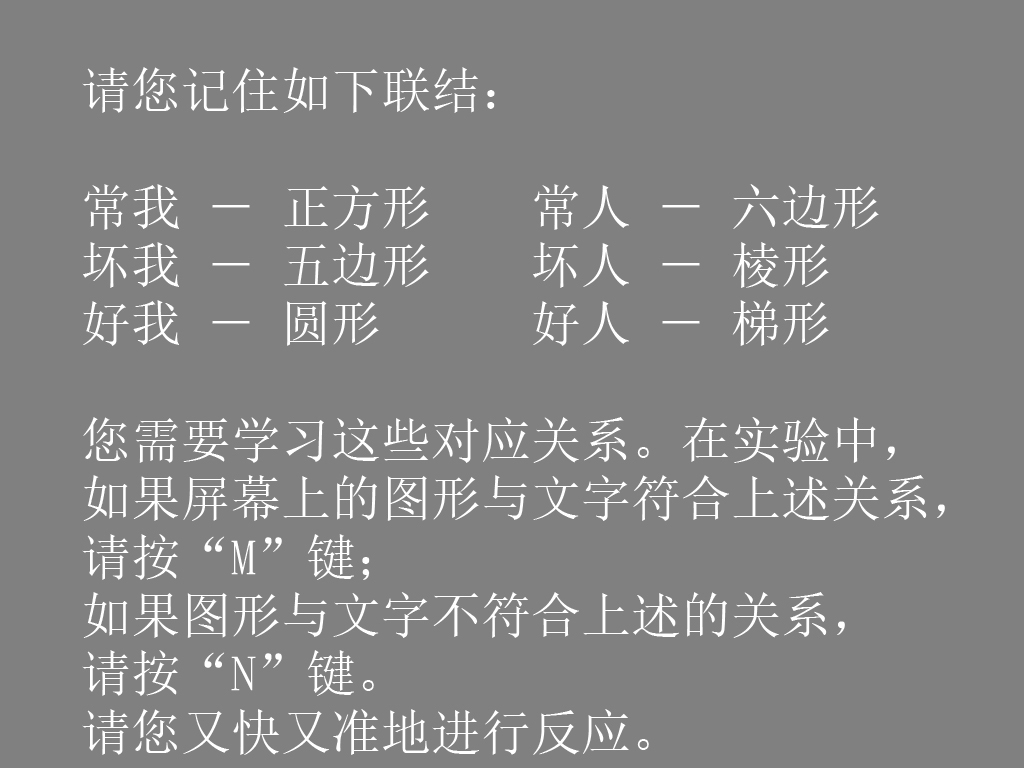 请您记住如下联结：
常我 － 正方形 常人 － 六边形
坏我 － 五边形 坏人 － 棱形
好我 － 圆形 好人 － 梯形
您需要学习这些对应关系。在实验中，
如果屏幕上的图形与文字符合上述关系，
请按“M”键；
如果图形与文字不符合上述的关系，
请按“N”键。
请您又快又准地进行反应。